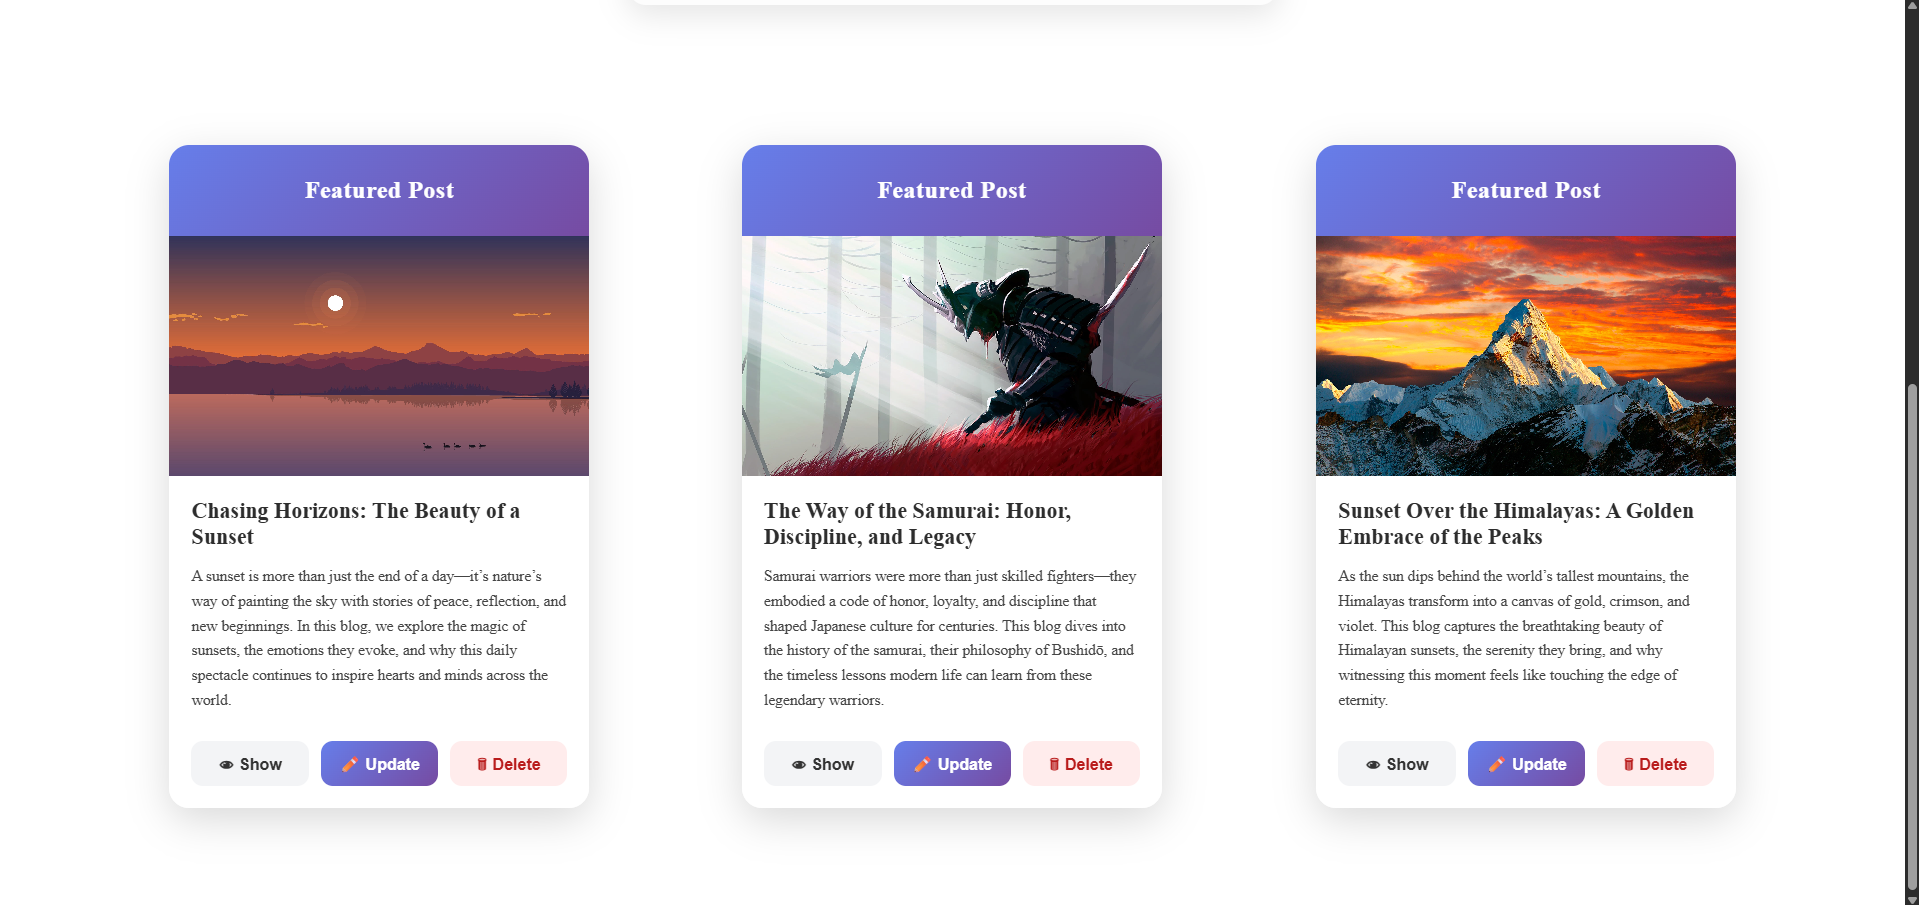 Featured Post
Chasing Horizons: The Beauty of a
Sunset
A sunset is more than just the end of a day—it’s nature’s
way of painting the sky with stories of peace, reflection, and
new beginnings. In this blog, we explore the magic of
sunsets, the emotions they evoke, and why this daily
spectacle continues to inspire hearts and minds across the
world.
Show
Update
Delete
Featured Post
The Way of the Samurai: Honor,
Discipline, and Legacy
Samurai warriors were more than just skilled fighters—they
embodied a code of honor, loyalty, and discipline that
shaped Japanese culture for centuries. This blog dives into
the history of the samurai, their philosophy of Bushidō, and
the timeless lessons modern life can learn from these
legendary warriors.
Show
Update
Delete
Featured Post
Sunset Over the Himalayas: A Golden
Embrace of the Peaks
As the sun dips behind the world’s tallest mountains, the
Himalayas transform into a canvas of gold, crimson, and
violet. This blog captures the breathtaking beauty of
Himalayan sunsets, the serenity they bring, and why
witnessing this moment feels like touching the edge of
eternity.
Show
Update
Delete